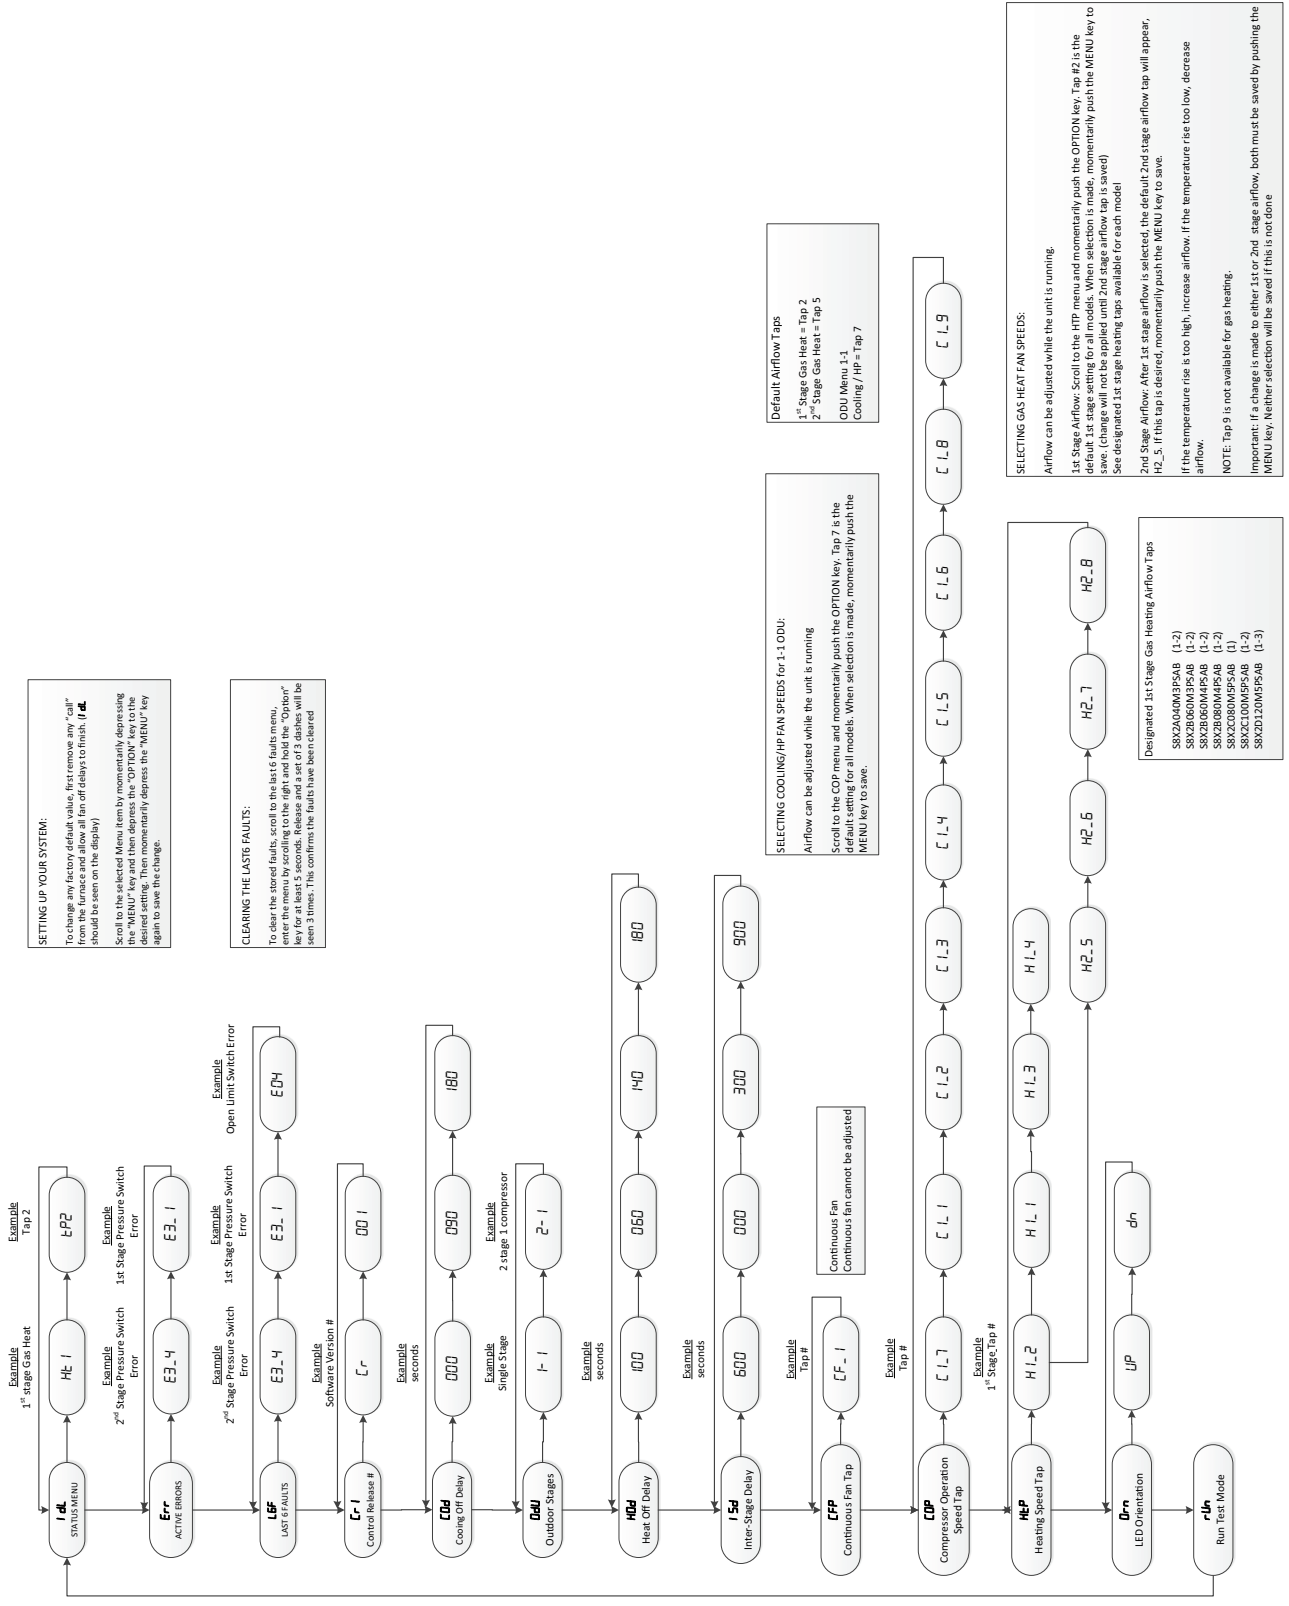 Example
1st stage Gas Heat
Example
Tap 2
IdL
STATUS MENU
Ht1
tP2
SETTING UP YOUR SYSTEM:
To change any factory default value, first remove any "call"
from the furnace and allow all fan off delays to finish. (IdL
should be seen on the display)
Scroll to the selected Menu item by momentarily depressing
the "MENU" key and then depress the "OPTION" key to the
desired setting. Then momentarily depress the "MENU" key
again to save the change.
Example
2nd Stage Pressure Switch
Error
Example
1st Stage Pressure Switch
Error
Err
ACTIVE ERRORS
E3_4
E3_1
Example
2nd Stage Pressure Switch
Error
Example
1st Stage Pressure Switch
Error
Example
Open Limit Switch Error
L6F
LAST 6 FAULTS
E3_4
E3_1
E04
CLEARING THE LAST6 FAULTS:
To clear the stored faults, scroll to the last 6 faults menu,
enter the menu by scrolling to the right and hold the "Option"
key for at least 5 seconds. Release and a set of 3 dashes will be
seen 3 times. This confirms the faults have been cleared
Example
Software Version #
Cr1
Control Release #
Cr
001
Example
seconds
C0d
Cooing Off Delay
000
090
180
Example
Single Stage
Example
2 stage 1 compressor
0dU
Outdoor Stages
1-1
2-1
Example
seconds
H0d
Heat Off Delay
100
060
140
180
Example
seconds
ISd
Inter-Stage Delay
600
000
300
900
Example
Tap #
CFP
Continuous Fan Tap
CF_1
Continuous Fan
Continuous fan cannot be adjusted
SELECTING COOLING/HP FAN SPEEDS for 1-1 ODU:
Airflow can be adjusted while the unit is running
Scroll to the COP menu and momentarily push the OPTION key. Tap 7 is the
default setting for all models. When selection is made, momentarily push the
MENU key to save.
Default Airflow Taps
1st Stage Gas Heat = Tap 2
2nd Stage Gas Heat = Tap 5
ODU Menu 1-1
Cooling / HP = Tap 7
Example
Tap #
C0P
Compressor Operation
Speed Tap
C1_7
C1_1
C1_2
C1_3
C1_4
C1_5
C1_6
C1_8
C1_9
Example
1st Stage Tap #
HtP
Heating Speed Tap
H1_2
H1_1
H1_3
H1_4
H2_5
H2_6
H2_7
H2_8
0rn
LED Orientation
UP
dn
rUn
Run Test Mode
Designated 1st Stage Gas Heating Airflow Taps
S8X2A040M3PSAB (1-2)
S8X2B060M3PSAB (1-2)
S8X2B060M4PSAB (1-2)
S8X2B080M4PSAB (1-2)
S8X2C080M5PSAB (1)
S8X2C100M5PSAB (1-2)
S8X2D120M5PSAB (1-3)
SELECTING GAS HEAT FAN SPEEDS:
Airflow can be adjusted while the unit is running.
1st Stage Airflow: Scroll to the HTP menu and momentarily push the OPTION key. Tap #2 is the
default 1st stage setting for all models. When selection is made, momentarily push the MENU key to
save. (change will not be applied until 2nd stage airflow tap is saved)
See designated 1st stage heating taps available for each model
2nd Stage Airflow: After 1st stage airflow is selected, the default 2nd stage airflow tap will appear,
H2_5. If this tap is desired, momentarily push the MENU key to save.
If the temperature rise is too high, increase airflow. If the temperature rise too low, decrease
airflow.
NOTE: Tap 9 is not available for gas heating.
Important: If a change is made to either 1st or 2nd stage airflow, both must be saved by pushing the
MENU key. Neither selection will be saved if this is not done